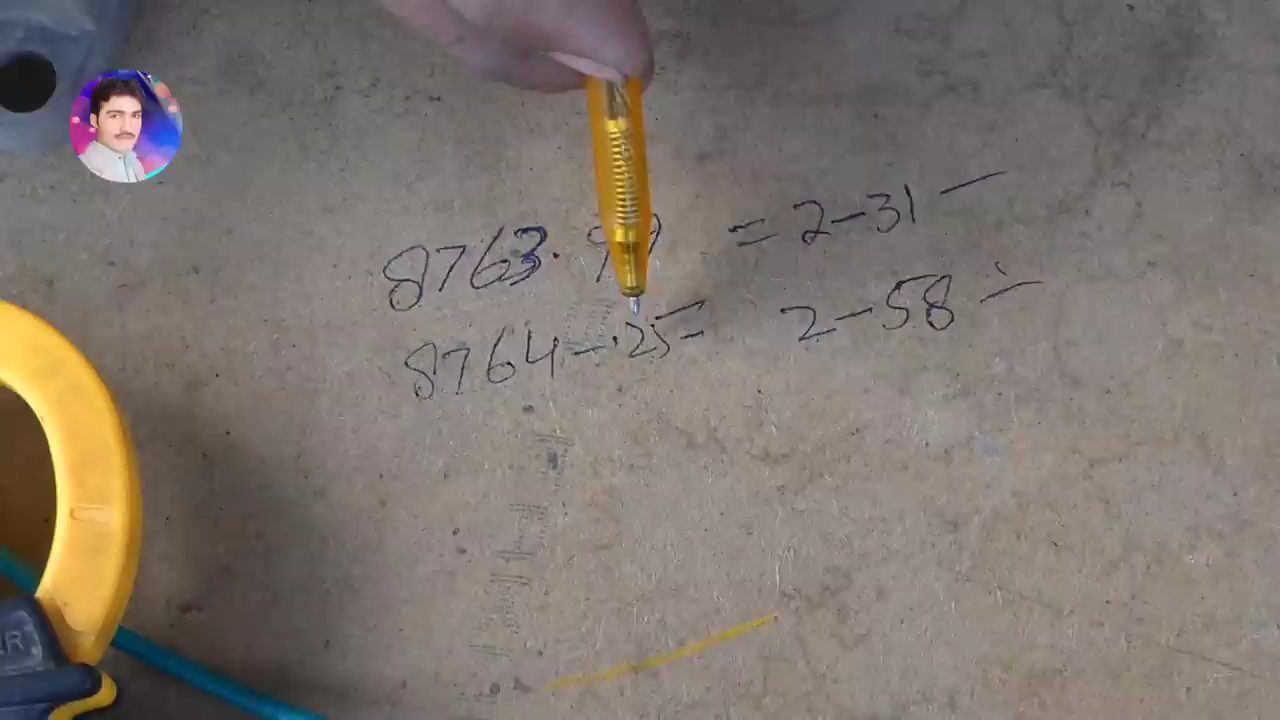 8763. = 2-31 —
8764-.25= 2-58 —